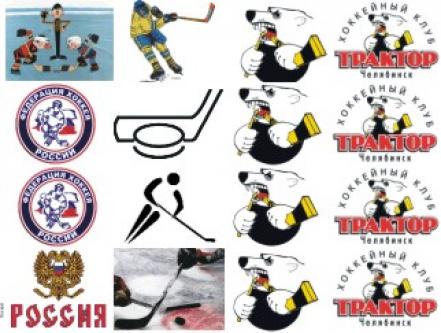 ХОККЕЙНЫЙ КЛУБ
ТРАКТОР
Челябинск
ФЕДЕРАЦИЯ ХОККЕЯ
РОССИИ
ХОККЕЙНЫЙ КЛУБ
ТРАКТОР
Челябинск
ФЕДЕРАЦИЯ ХОККЕЯ
РОССИИ
ХОККЕЙНЫЙ КЛУБ
ТРАКТОР
Челябинск
РОССИЯ
ХОККЕЙНЫЙ КЛУБ
ТРАКТОР
Челябинск